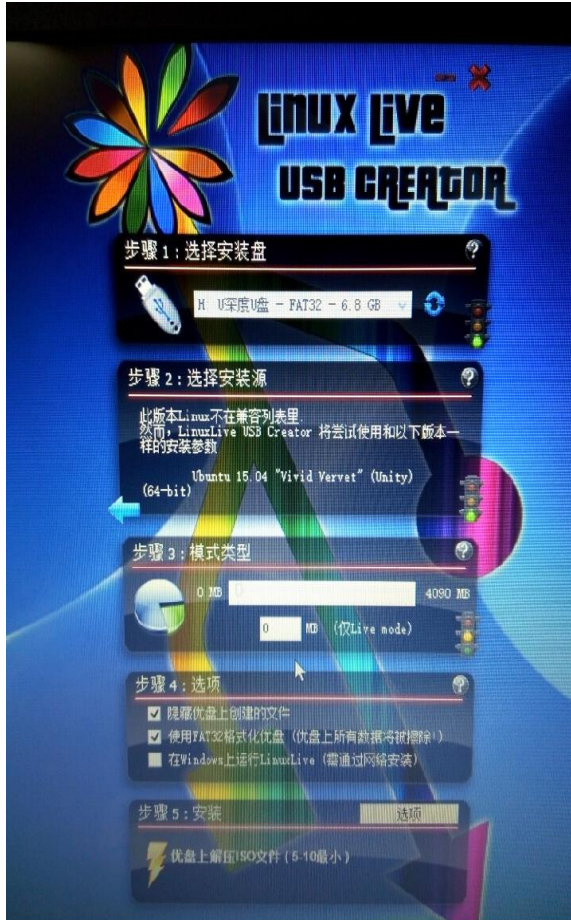 Linux Live
USB CREATOR
步骤 1：选择安装盘
H U深度U盘 - FAT32 - 6.8 GB
步骤 2：选择安装源
此版本Linux不在兼容列表里.
然而，LinuxLive USB Creator 将尝试使用和以下版本一
样的安装参数
Ubuntu 15.04 "Vivid Vervet" (Unity)
(64-bit)
步骤 3：模式类型
0 MB 4090 MB
0 MB (仅Live mode)
步骤 4：选项
隐藏优盘上创建的文件
使用FAT32格式化优盘 (优盘上所有数据将被擦除!)
在Windows上运行LinuxLive (需通过网络安装)
步骤 5：安装 选项
优盘上解压ISO文件 ( 5-10最小 )